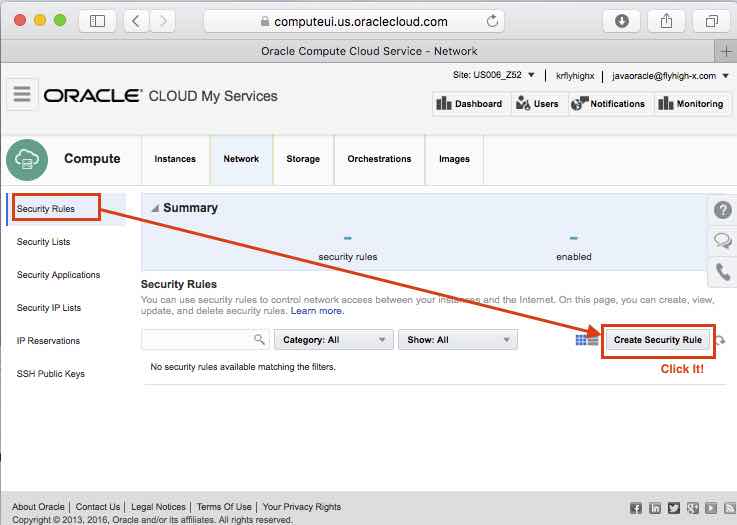 computeui.us.oraclecloud.com
Oracle Compute Cloud Service - Network
Site: US006_Z52 krflyhighx javaoracle@flyhigh-x.com
ORACLE CLOUD My Services
Dashboard Users Notifications Monitoring
Compute Instances Network Storage Orchestrations Images
Security Rules
Security Lists
Security Applications
Security IP Lists
IP Reservations
SSH Public Keys
Summary
security rules enabled
Security Rules
You can use security rules to control network access between your instances and the Internet. On this page, you can create, view,
update, and delete security rules. Learn more.
Category: All Show: All Create Security Rule
Click It!
No security rules available matching the filters.
About Oracle | Contact Us | Legal Notices | Terms Of Use | Your Privacy Rights
Copyright © 2013, 2016, Oracle and/or its affiliates. All rights reserved.